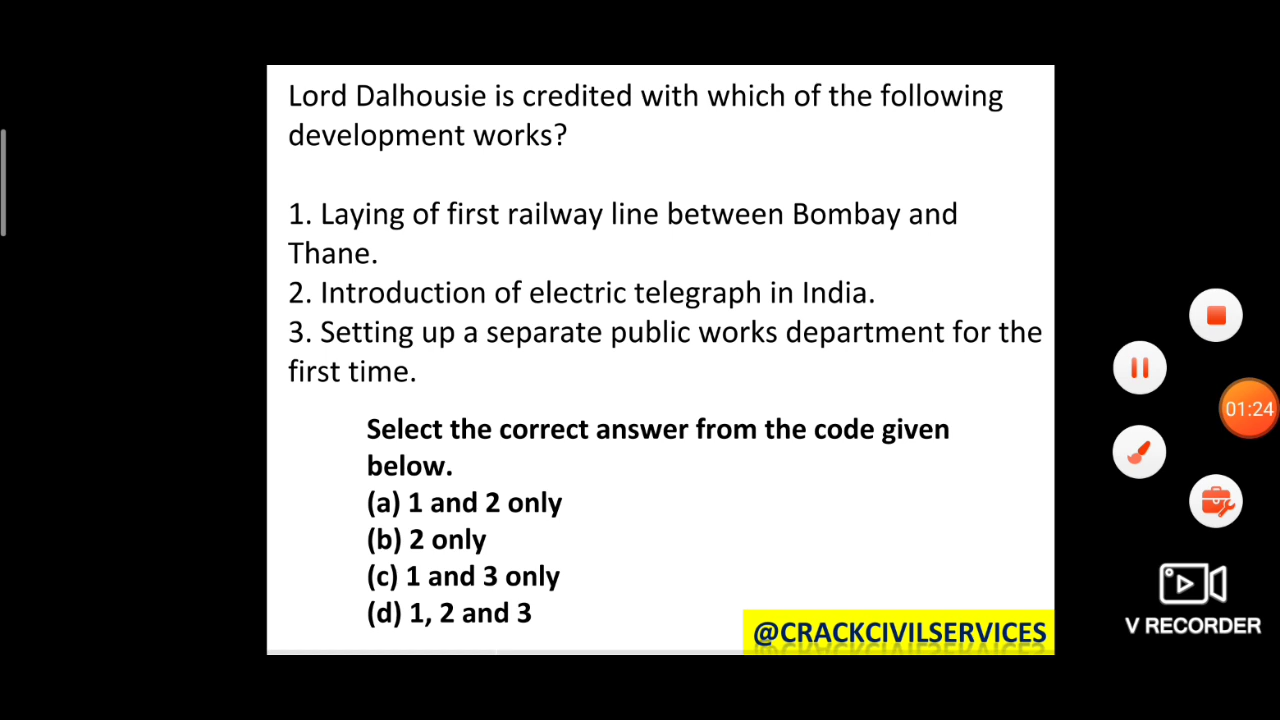 Lord Dalhousie is credited with which of the following
development works?
1. Laying of first railway line between Bombay and
Thane.
2. Introduction of electric telegraph in India.
3. Setting up a separate public works department for the
first time.
Select the correct answer from the code given
below.
(a) 1 and 2 only
(b) 2 only
(c) 1 and 3 only
(d) 1, 2 and 3
@CRACKCIVILSERVICES
01:24
V RECORDER